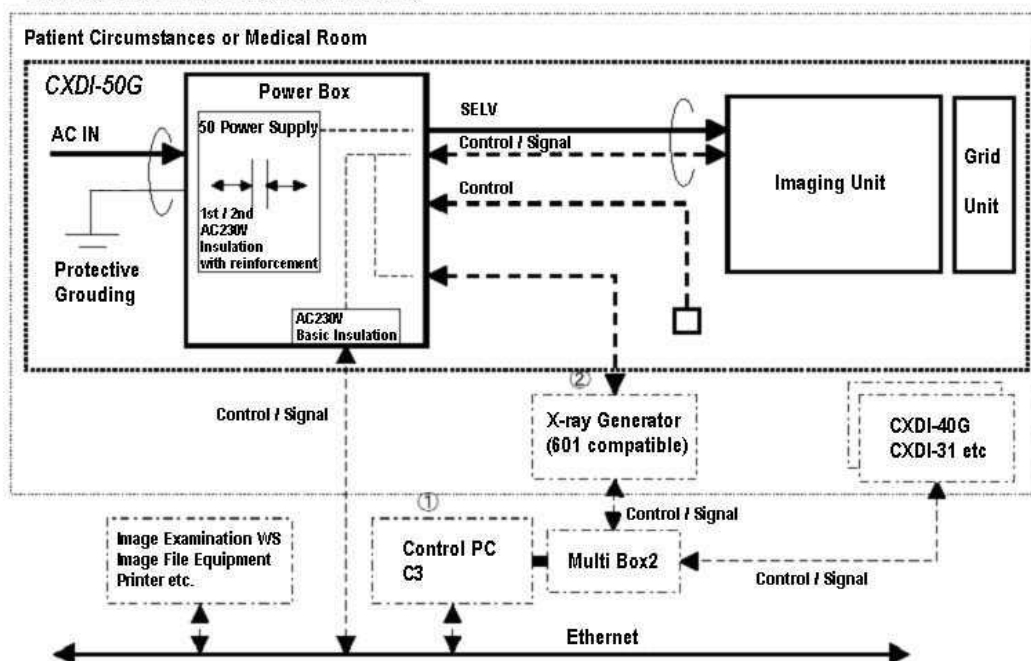 Patient Circumstances or Medical Room
CXDI-50G
Power Box
AC IN
50 Power Supply
1st / 2nd
AC230V
Insulation
with reinforcement
Protective
Grouding
AC230V
Basic Insulation
SELV
Control / Signal
Control
Imaging Unit
Grid
Unit
Control / Signal
②
X-ray Generator
(601 compatible)
CXDI-40G
CXDI-31 etc
①
Control / Signal
Image Examination WS
Image File Equipment
Printer etc.
Control PC
C3
Multi Box2
Control / Signal
Ethernet